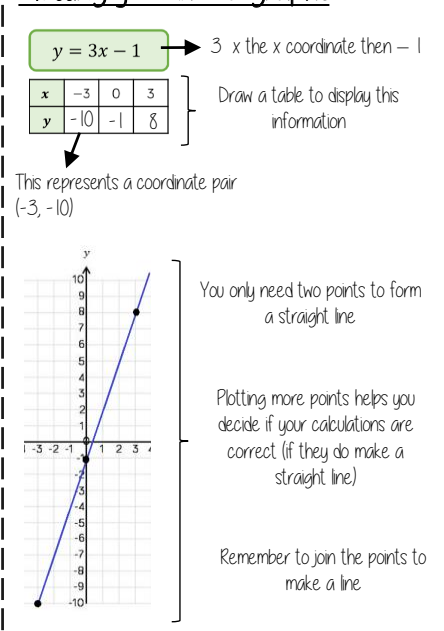 y = 3x − 1
3 x the x coordinate then − 1
x −3 0 3
y -10 -1 8
Draw a table to display this
information
This represents a coordinate pair
(-3, -10)
y
10
9
8
7
6
5
4
3
2
1
0
-3 -2 -1 1 2 3
-1
-2
-3
-4
-5
-6
-7
-8
-9
-10
You only need two points to form
a straight line
Plotting more points helps you
decide if your calculations are
correct (if they do make a
straight line)
Remember to join the points to
make a line